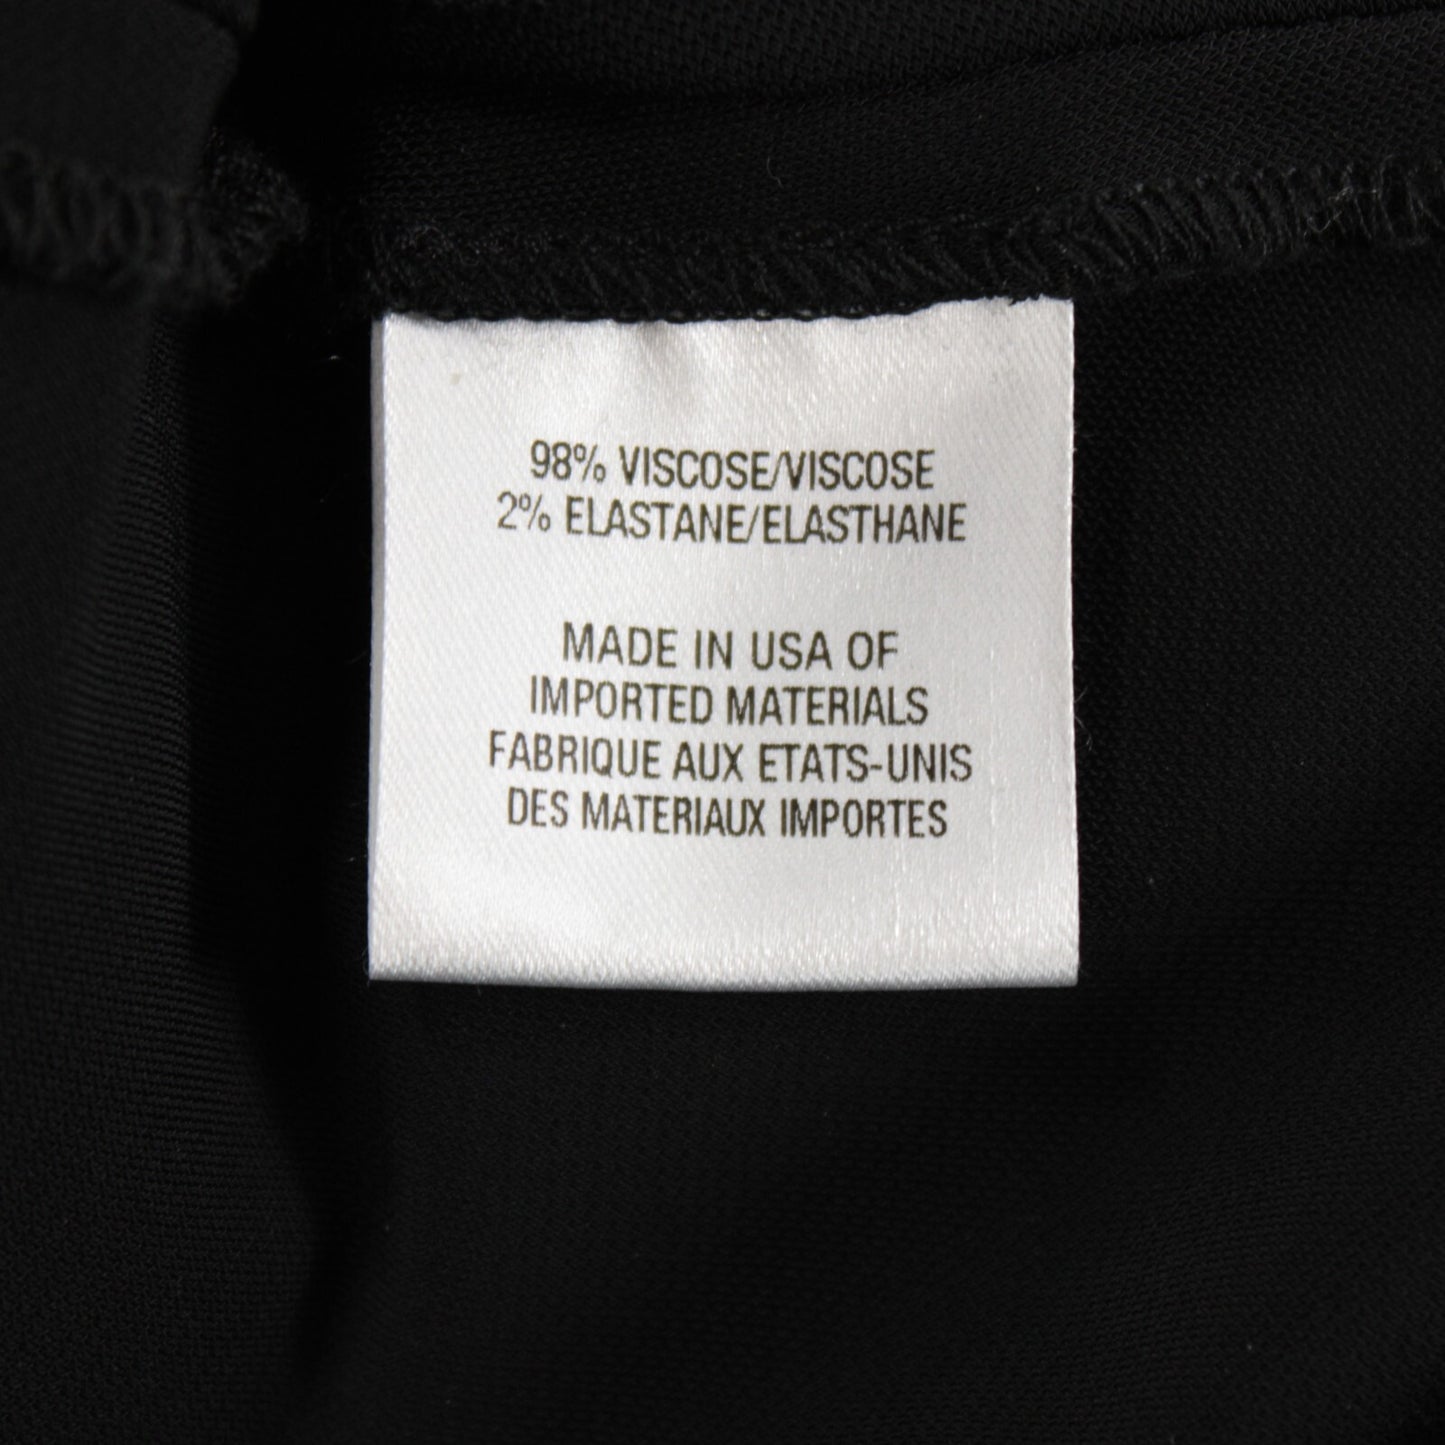 98% VISCOSE/VISCOSE
2% ELASTANE/ELASTHANE
MADE IN USA OF
IMPORTED MATERIALS
FABRIQUE AUX ETATS-UNIS
DES MATERIAUX IMPORTES